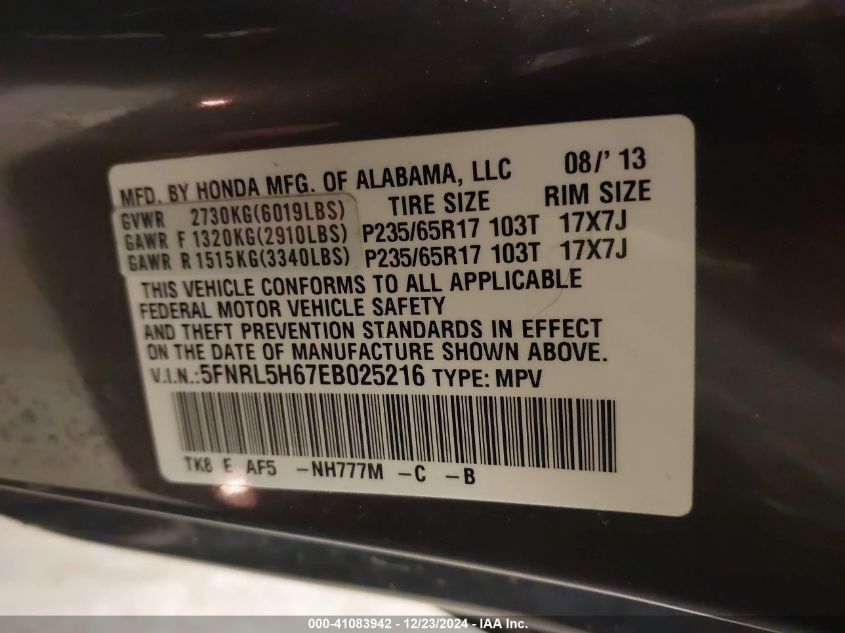 MFD. BY HONDA MFG. OF ALABAMA, LLC 08/' 13
GVWR 2730KG(6019LBS) TIRE SIZE RIM SIZE
GAWR F 1320KG(2910LBS) P235/65R17 103T 17X7J
GAWR R 1515KG(3340LBS) P235/65R17 103T 17X7J
THIS VEHICLE CONFORMS TO ALL APPLICABLE
FEDERAL MOTOR VEHICLE SAFETY
AND THEFT PREVENTION STANDARDS IN EFFECT
ON THE DATE OF MANUFACTURE SHOWN ABOVE.
V.I.N.:5FNRL5H67EB025216 TYPE: MPV
TK8 E AF5 -NH777M -C -B
000-41083942 - 12/23/2024 - IAA Inc.